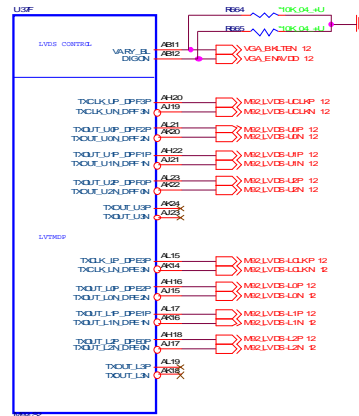 U37F
R664 *10K_04_+U
LVDS CONTROL
R665 *10K_04_+U
VARY_BL AB11 VGA_BKLTEN 12
DIGON AB12 VGA_ENAVDD 12
TXCLK_UP_DPF3P AH20 M92_LVDS-UCLKP 12
TXCLK_UN_DPF3N AJ19 M92_LVDS-UCLKN 12
TXOUT_U0P_DPF2P AL21 M92_LVDS-U0P 12
TXOUT_U0N_DPF2N AK20 M92_LVDS-U0N 12
TXOUT_U1P_DPF1P AH22 M92_LVDS-U1P 12
TXOUT_U1N_DPF1N AJ21 M92_LVDS-U1N 12
TXOUT_U2P_DPF0P AL23 M92_LVDS-U2P 12
TXOUT_U2N_DPF0N AK22 M92_LVDS-U2N 12
TXOUT_U3P AK24
TXOUT_U3N AJ23
LVTMDP
TXCLK_LP_DPE3P AL15 M92_LVDS-LCLKP 12
TXCLK_LN_DPE3N AK14 M92_LVDS-LCLKN 12
TXOUT_L0P_DPE2P AH16 M92_LVDS-L0P 12
TXOUT_L0N_DPE2N AJ15 M92_LVDS-L0N 12
TXOUT_L1P_DPE1P AL17 M92_LVDS-L1P 12
TXOUT_L1N_DPE1N AK16 M92_LVDS-L1N 12
TXOUT_L2P_DPE0P AH18 M92_LVDS-L2P 12
TXOUT_L2N_DPE0N AJ17 M92_LVDS-L2N 12
TXOUT_L3P AL19
TXOUT_L3N AK18